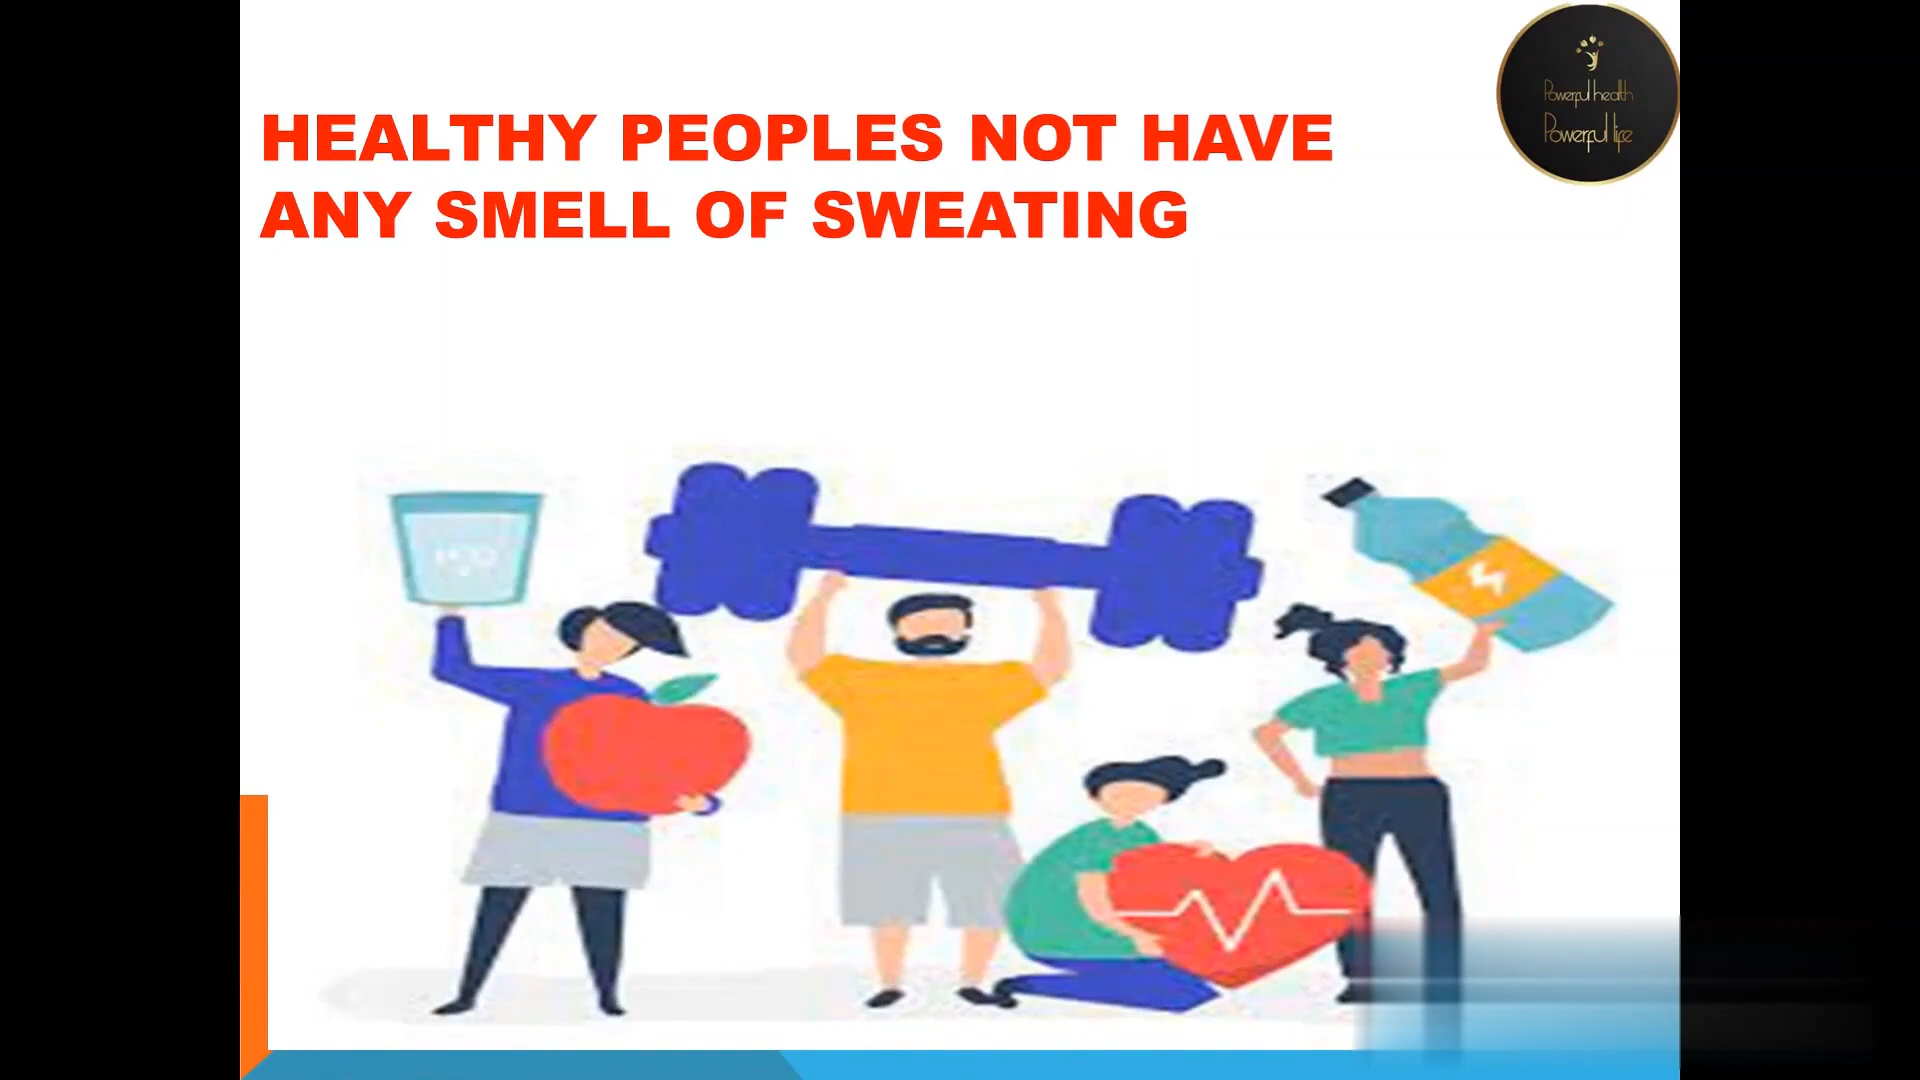 HEALTHY PEOPLES NOT HAVE
ANY SMELL OF SWEATING
Powerful health
Powerful life